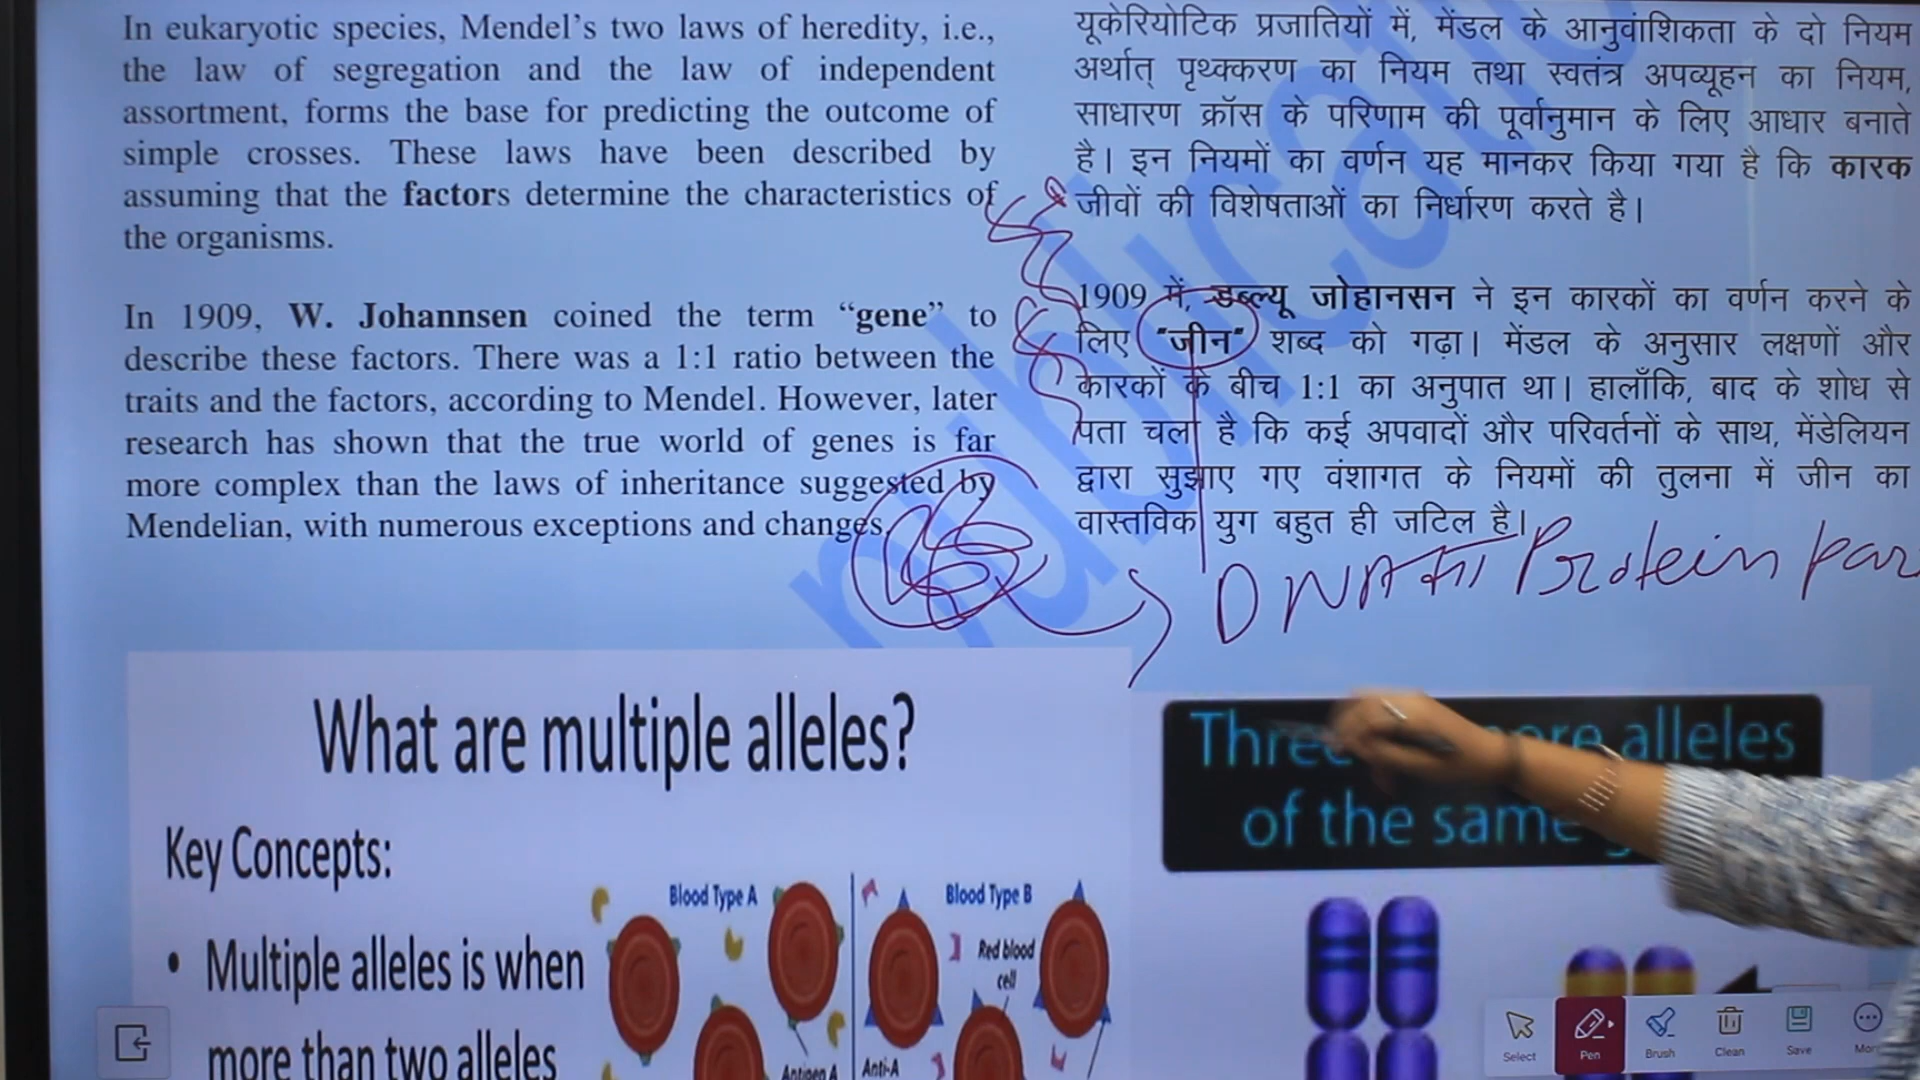 In eukaryotic species, Mendel's two laws of heredity, i.e.,
the law of segregation and the law of independent
assortment, forms the base for predicting the outcome of
simple crosses. These laws have been described by
assuming that the factors determine the characteristics of
the organisms.
In 1909, W. Johannsen coined the term “gene” to
describe these factors. There was a 1:1 ratio between the
traits and the factors, according to Mendel. However, later
research has shown that the true world of genes is far
more complex than the laws of inheritance suggested by
Mendelian, with numerous exceptions and changes.
यूकेरियोटिक प्रजातियों में, मेंडल के आनुवांशिकता के दो नियम
अर्थात् पृथ्क्करण का नियम तथा स्वतंत्र अपव्यूहन का नियम,
साधारण क्रॉस के परिणाम की पूर्वानुमान के लिए आधार बनाते
है। इन नियमों का वर्णन यह मानकर किया गया है कि कारक
जीवों की विशेषताओं का निर्धारण करते है।
1909 में, डब्ल्यू जोहानसन ने इन कारकों का वर्णन करने के
लिए "जीन" शब्द को गढ़ा। मेंडल के अनुसार लक्षणों और
कारकों के बीच 1:1 का अनुपात था। हालाँकि, बाद के शोध से
पता चला है कि कई अपवादों और परिवर्तनों के साथ, मेंडेलियन
द्वारा सुझाए गए वंशागत के नियमों की तुलना में जीन का
वास्तविक युग बहुत ही जटिल है।
DNA का Protein par
What are multiple alleles?
Key Concepts:
• Multiple alleles is when
more than two alleles
Blood Type A
Blood Type B
Red blood
cell
Antigen A
Anti-A
alleles
of the same
Select
Pen
Brush
Clean
Save